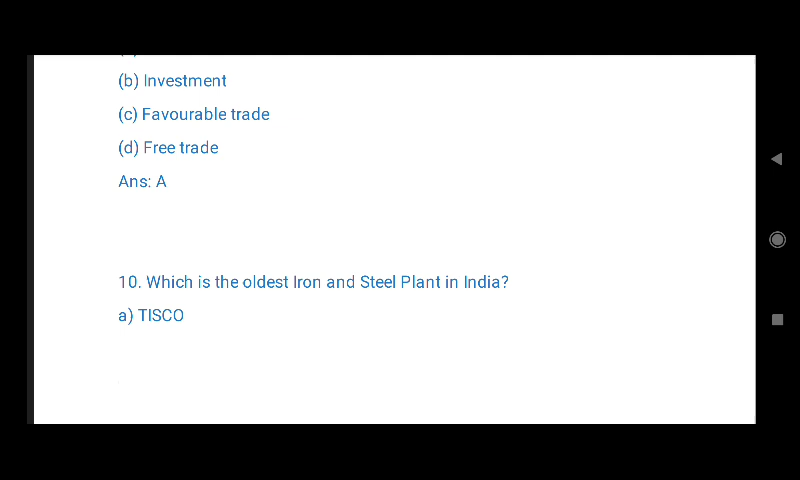 (b) Investment
(c) Favourable trade
(d) Free trade
Ans: A
10. Which is the oldest Iron and Steel Plant in India?
a) TISCO